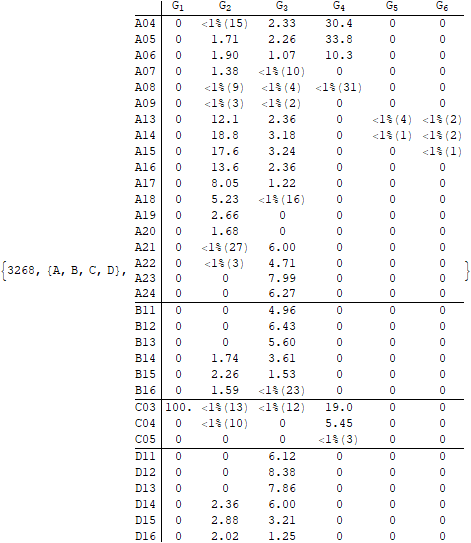 G1 G2 G3 G4 G5 G6
A04 0 <1%(15) 2.33 30.4 0 0
A05 0 1.71 2.26 33.8 0 0
A06 0 1.90 1.07 10.3 0 0
A07 0 1.38 <1%(10) 0 0 0
A08 0 <1%(9) <1%(4) <1%(31) 0 0
A09 0 <1%(3) <1%(2) 0 0 0
A13 0 12.1 2.36 0 <1%(4) <1%(2)
A14 0 18.8 3.18 0 <1%(1) <1%(2)
A15 0 17.6 3.24 0 0 <1%(1)
A16 0 13.6 2.36 0 0 0
A17 0 8.05 1.22 0 0 0
A18 0 5.23 <1%(16) 0 0 0
A19 0 2.66 0 0 0 0
A20 0 1.68 0 0 0 0
A21 0 <1%(27) 6.00 0 0 0
A22 0 <1%(3) 4.71 0 0 0
{3268, {A, B, C, D}, A23 0 0 7.99 0 0 0 }
A24 0 0 6.27 0 0 0
B11 0 0 4.96 0 0 0
B12 0 0 6.43 0 0 0
B13 0 0 5.60 0 0 0
B14 0 1.74 3.61 0 0 0
B15 0 2.26 1.53 0 0 0
B16 0 1.59 <1%(23) 0 0 0
C03 100. <1%(13) <1%(12) 19.0 0 0
C04 0 <1%(10) 0 5.45 0 0
C05 0 0 0 <1%(3) 0 0
D11 0 0 6.12 0 0 0
D12 0 0 8.38 0 0 0
D13 0 0 7.86 0 0 0
D14 0 2.36 6.00 0 0 0
D15 0 2.88 3.21 0 0 0
D16 0 2.02 1.25 0 0 0